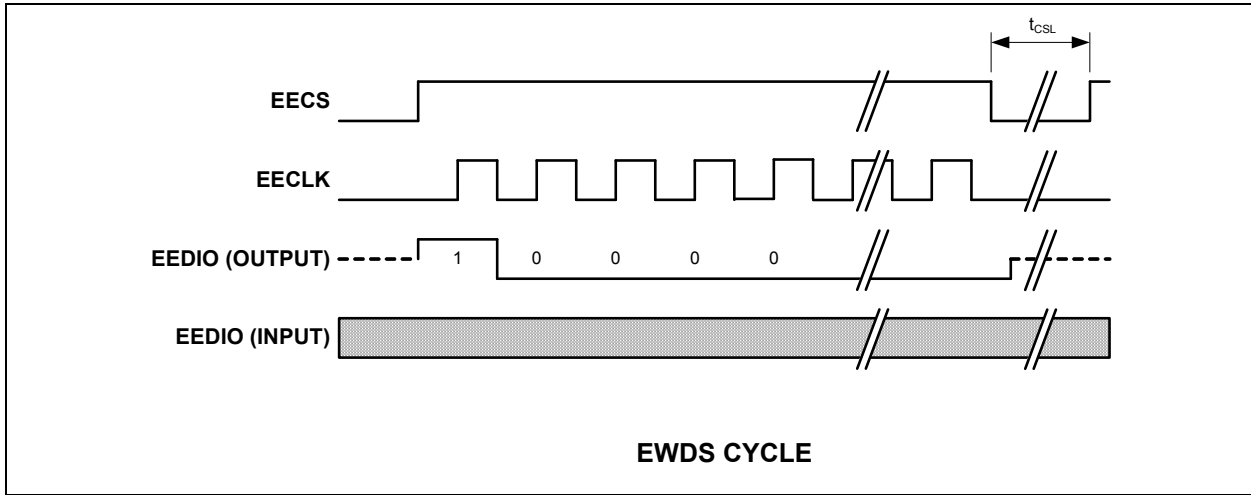 tCSL
EECS
EECLK
EEDIO (OUTPUT) 1 0 0 0 0
EEDIO (INPUT)
EWDS CYCLE